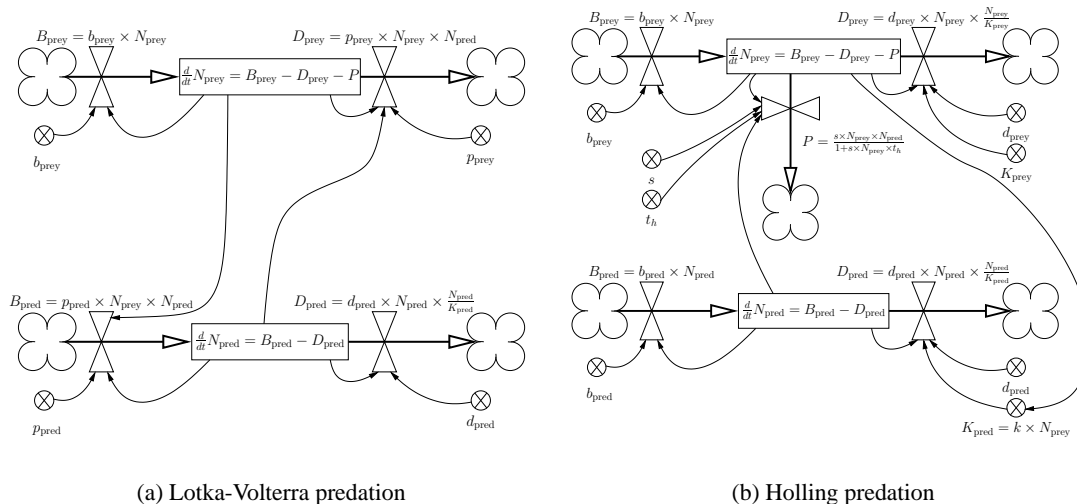 B_prey = b_prey × N_prey
D_prey = p_prey × N_prey × N_pred
d/dt N_prey = B_prey − D_prey − P
b_prey
p_prey
B_pred = p_pred × N_prey × N_pred
D_pred = d_pred × N_pred × N_pred/K_pred
d/dt N_pred = B_pred − D_pred
p_pred
d_pred
(a) Lotka-Volterra predation
B_prey = b_prey × N_prey
D_prey = d_prey × N_prey × N_prey/K_prey
d/dt N_prey = B_prey − D_prey − P
b_prey
d_prey
P = s×N_prey×N_pred/1+s×N_prey×t_h
s
K_prey
t_h
B_pred = b_pred × N_pred
D_pred = d_pred × N_pred × N_pred/K_pred
d/dt N_pred = B_pred − D_pred
b_pred
d_pred
K_pred = k × N_prey
(b) Holling predation